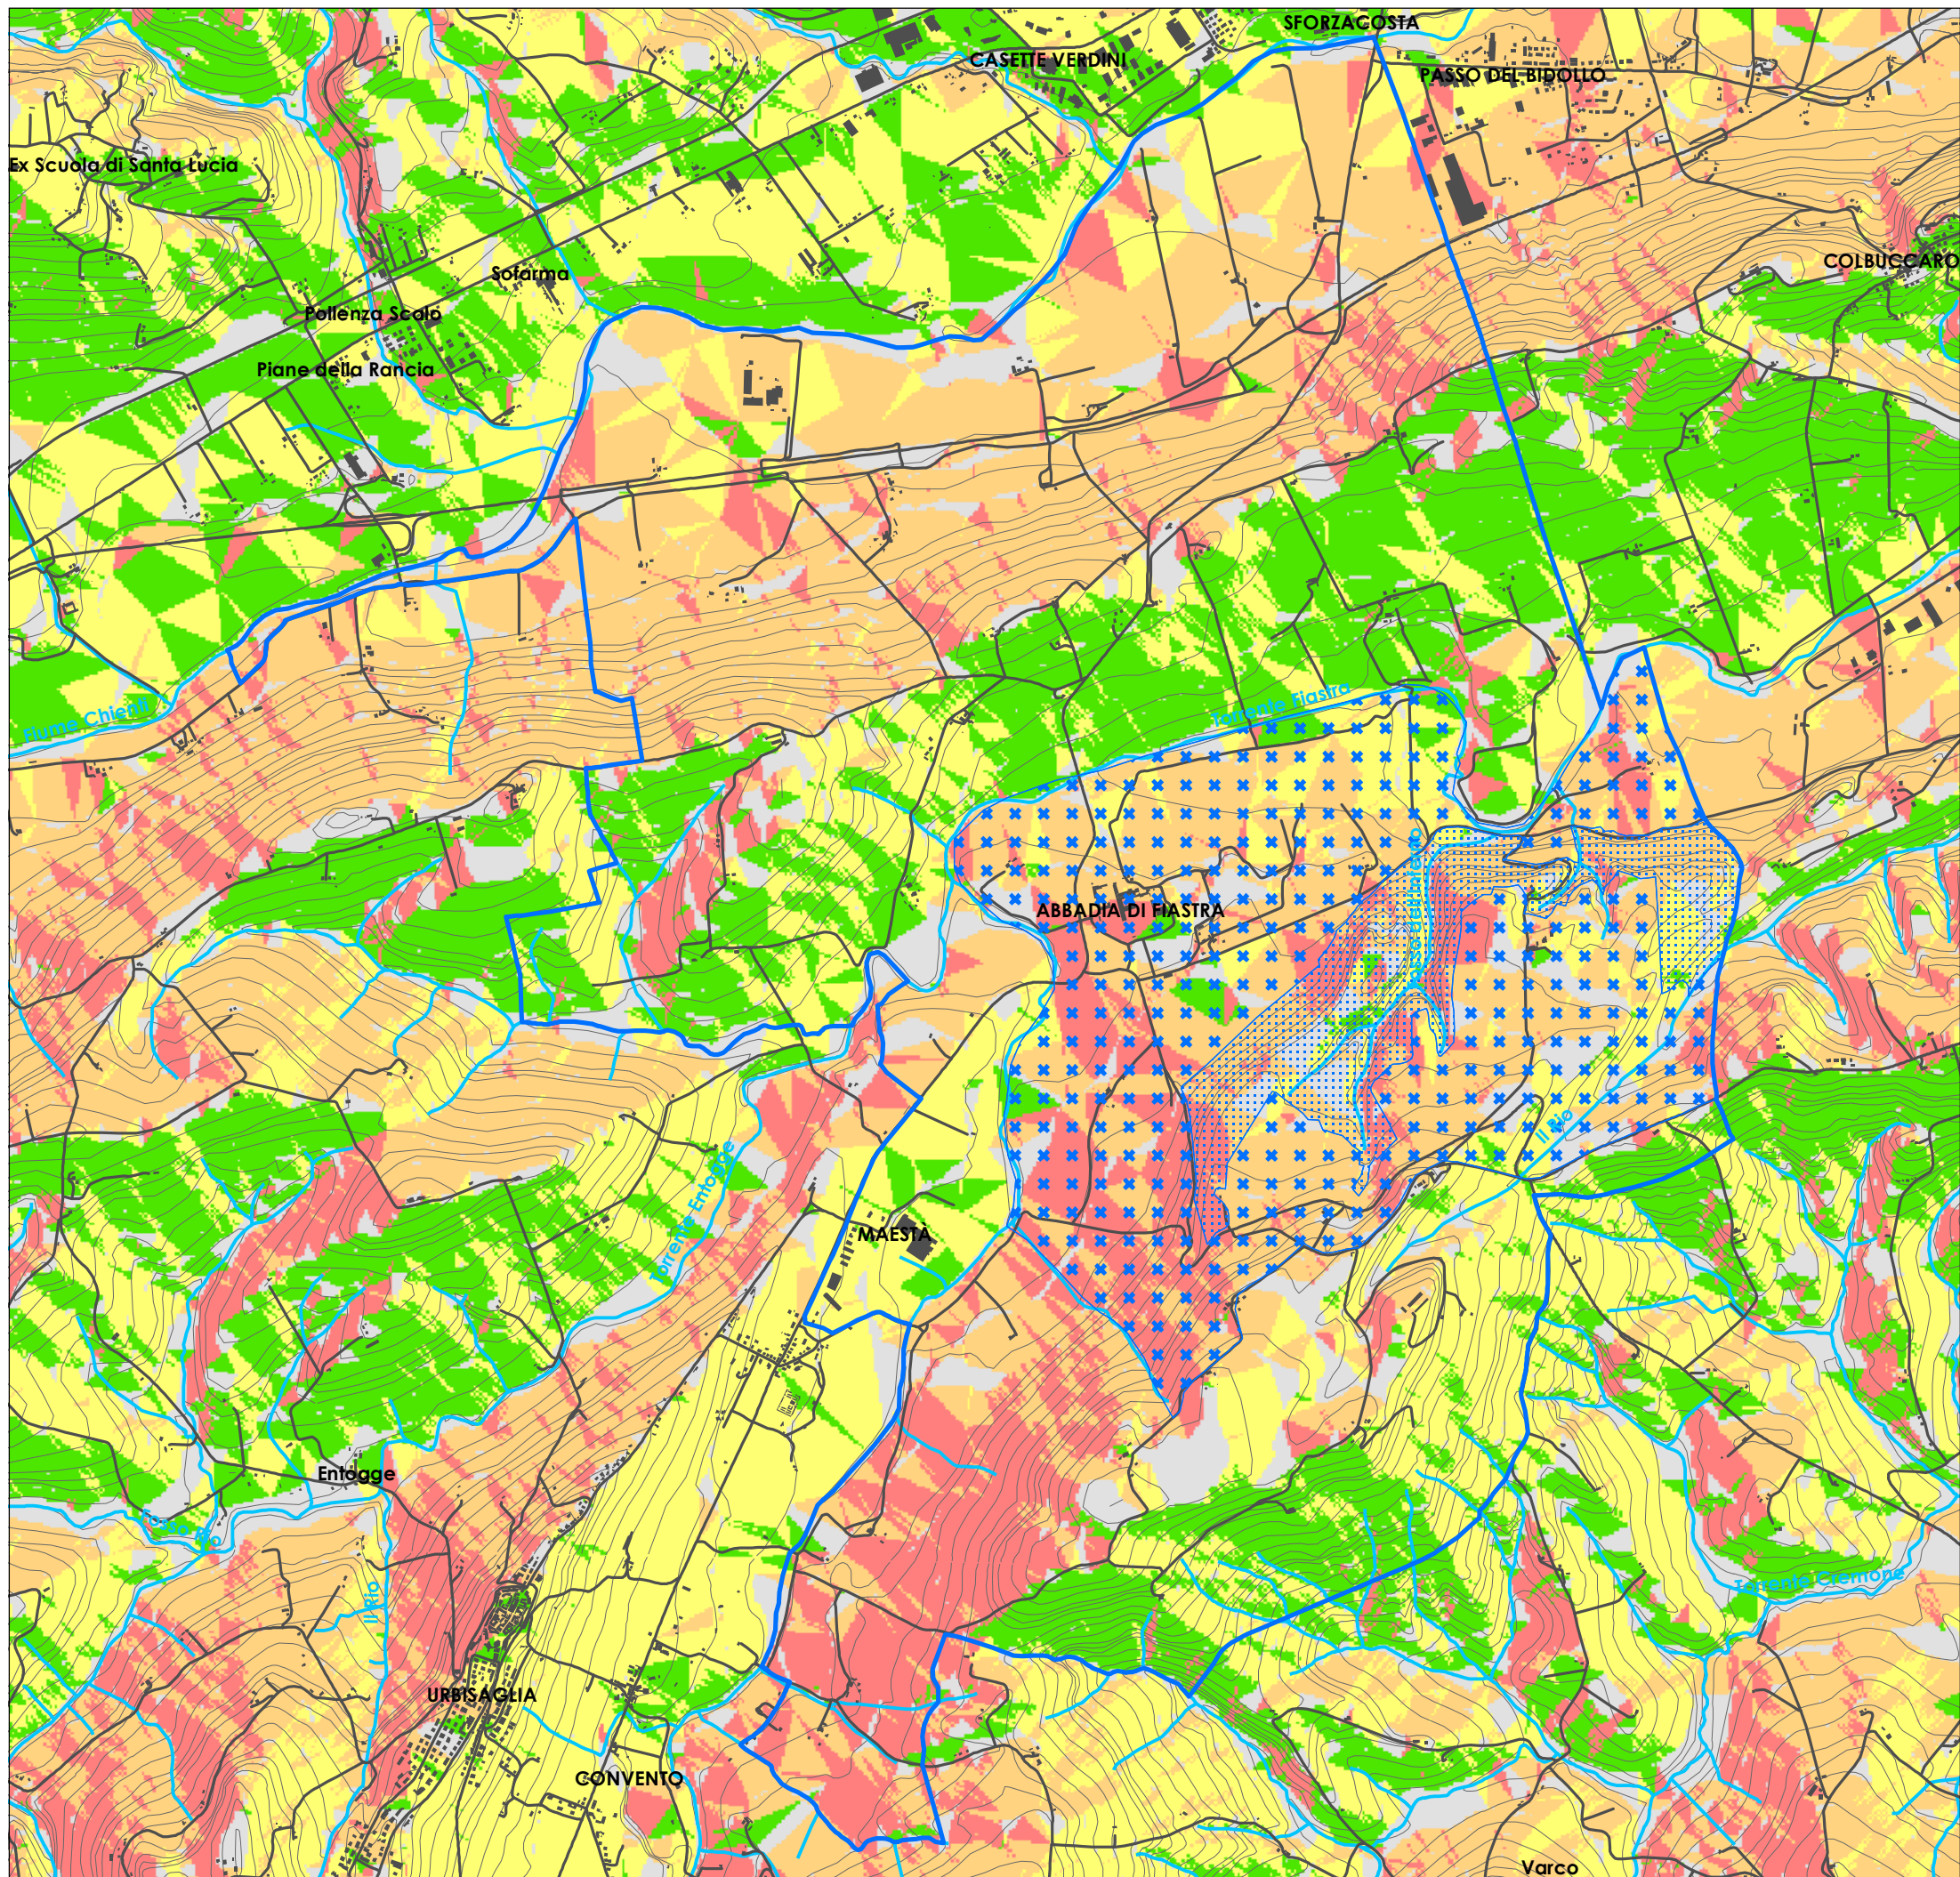 SFORZACOSTA
CASETTE VERDINI
PASSO DEL BIDOLLO
Ex Scuola di Santa Lucia
COLBUCCARO
Sofarma
Pollenza Scalo
Piane della Rancia
Torrente Fiastra
Fiume Chienti
ABBADIA DI FIASTRA
Il Rio
Torrente Entogge
MAESTÀ
Entogge
Fosso Rio
Torrente Cremone
Il Rio
URBISAGLIA
CONVENTO
Varco